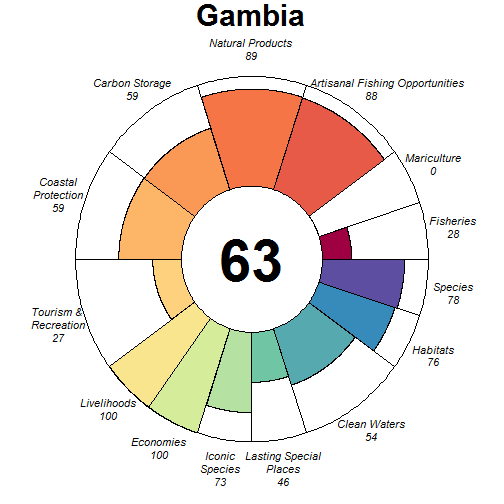 Gambia
Natural Products
89
Carbon Storage
59
Artisanal Fishing Opportunities
88
Mariculture
0
Coastal
Protection
59
Fisheries
28
63
Species
78
Tourism &
Recreation
27
Habitats
76
Livelihoods
100
Clean Waters
54
Economies
100
Iconic
Species
73
Lasting Special
Places
46